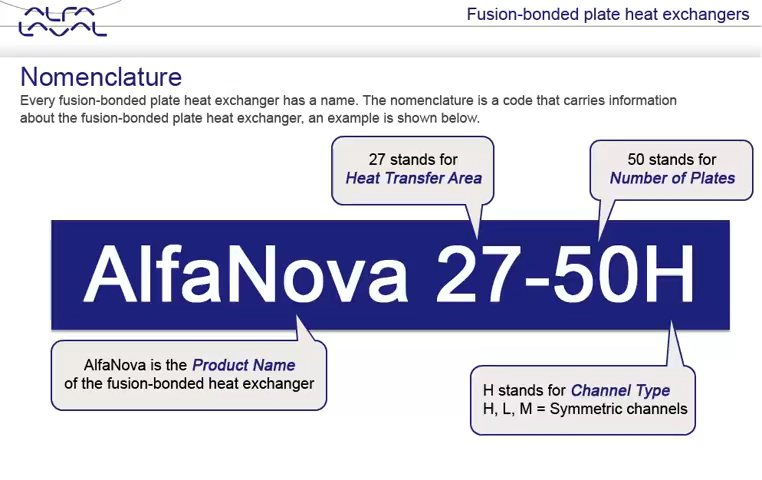 ALFA
LAVAL
Fusion-bonded plate heat exchangers
Nomenclature
Every fusion-bonded plate heat exchanger has a name. The nomenclature is a code that carries information
about the fusion-bonded plate heat exchanger, an example is shown below.
27 stands for
Heat Transfer Area
50 stands for
Number of Plates
AlfaNova 27-50H
AlfaNova is the Product Name
of the fusion-bonded heat exchanger
H stands for Channel Type
H, L, M = Symmetric channels